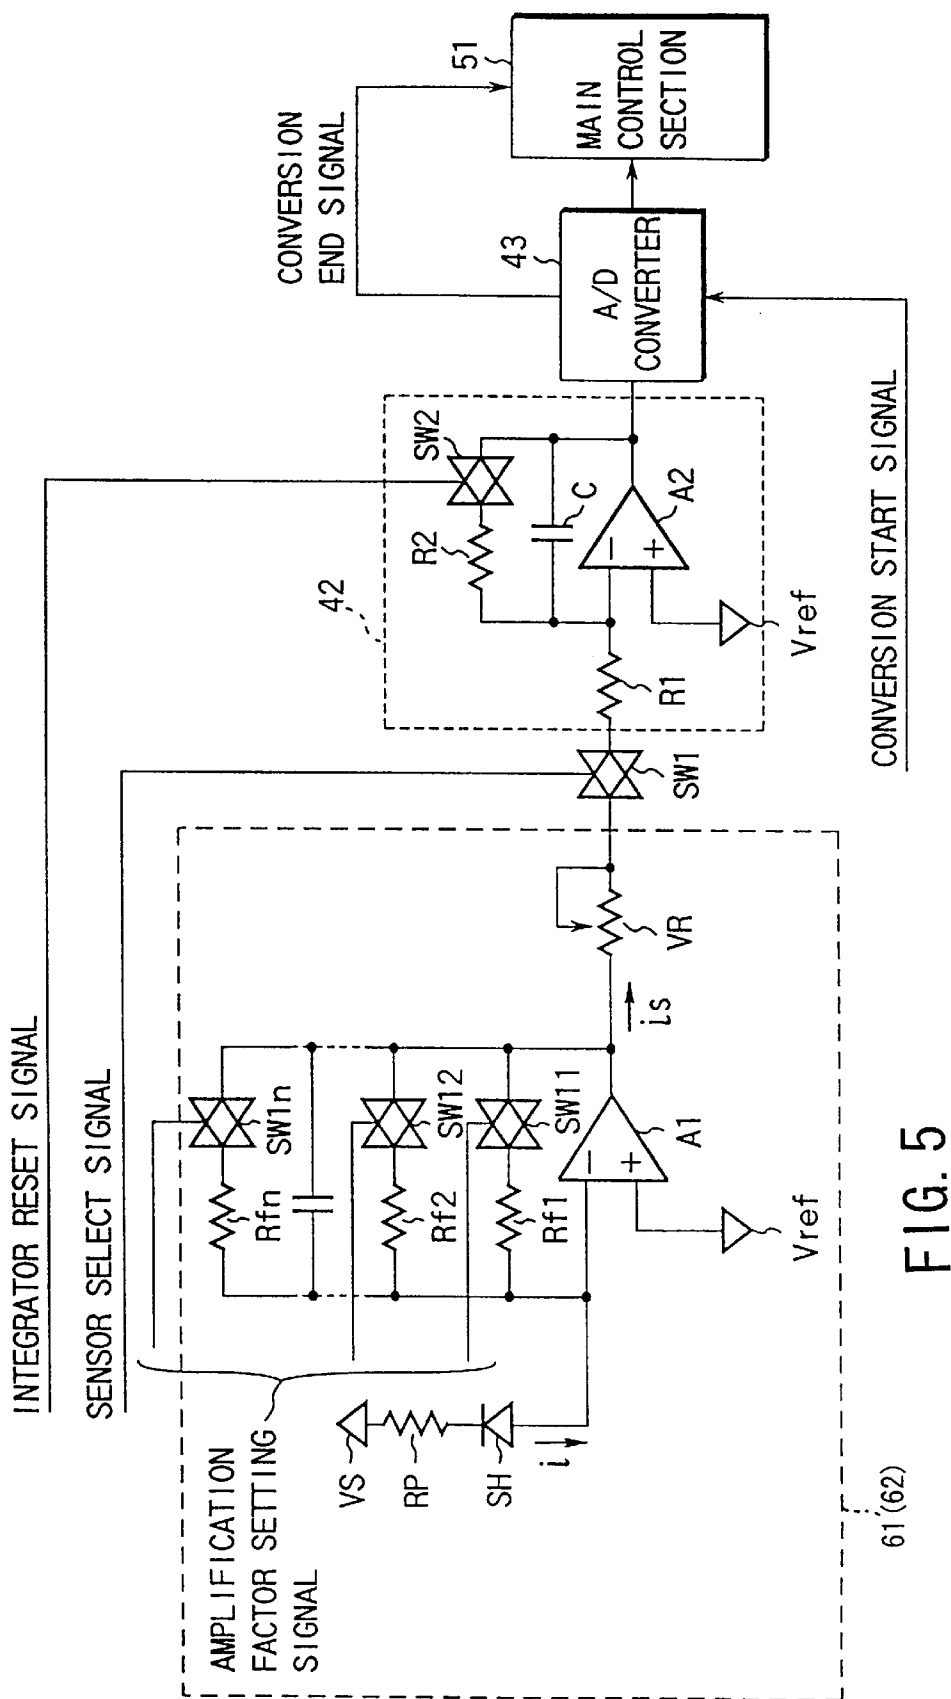 INTEGRATOR RESET SIGNAL
SENSOR SELECT SIGNAL
AMPLIFICATION
FACTOR SETTING
SIGNAL
VS
RP
SH
i
Rfn
SW1n
Rf2
SW12
Rf1
SW11
−
+
A1
Vref
is
VR
61(62)
SW1
42
R1
R2
SW2
C
−
+
A2
Vref
CONVERSION
END SIGNAL
43
A/D
CONVERTER
CONVERSION START SIGNAL
51
MAIN
CONTROL
SECTION
FIG. 5